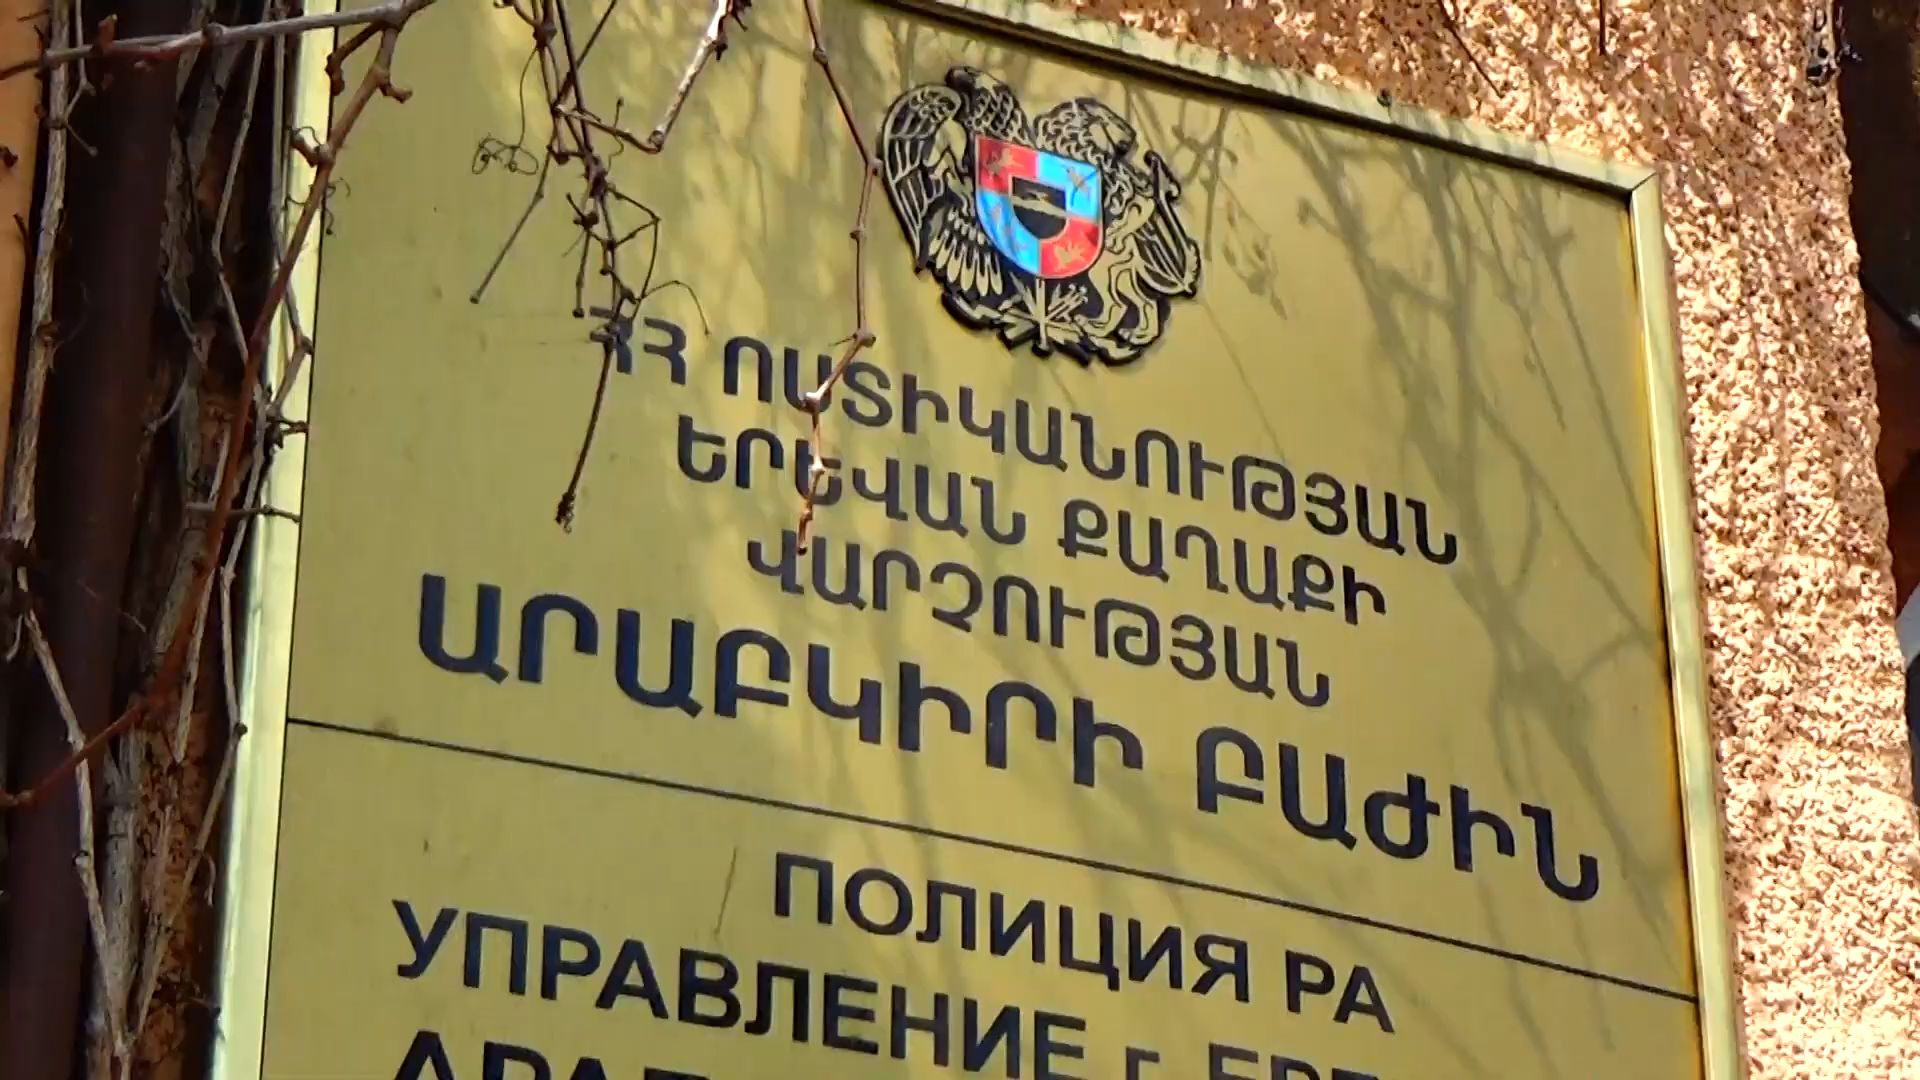 ՀՀ ՈՍՏԻԿԱՆՈՒԹՅԱՆ
ԵՐԵՎԱՆ ՔԱՂԱՔԻ
ՎԱՐՉՈՒԹՅԱՆ
ԱՐԱԲԿԻՐԻ ԲԱԺԻՆ
ПОЛИЦИЯ РА
УПРАВЛЕНИЕ г.